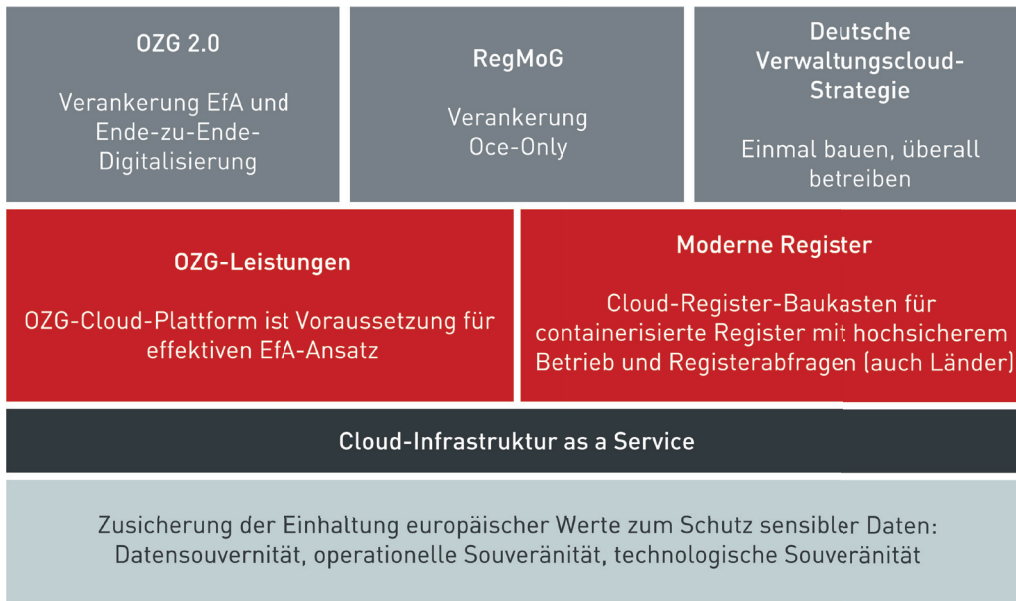 OZG 2.0
Verankerung EfA und
Ende-zu-Ende-
Digitalisierung
RegMoG
Verankerung
Oce-Only
Deutsche
Verwaltungscloud-
Strategie
Einmal bauen, überall
betreiben
OZG-Leistungen
OZG-Cloud-Plattform ist Voraussetzung für
effektiven EfA-Ansatz
Moderne Register
Cloud-Register-Baukasten für
containerisierte Register mit hochsicherem
Betrieb und Registerabfragen (auch Länder)
Cloud-Infrastruktur as a Service
Zusicherung der Einhaltung europäischer Werte zum Schutz sensibler Daten:
Datensouvernität, operationelle Souveränität, technologische Souveränität